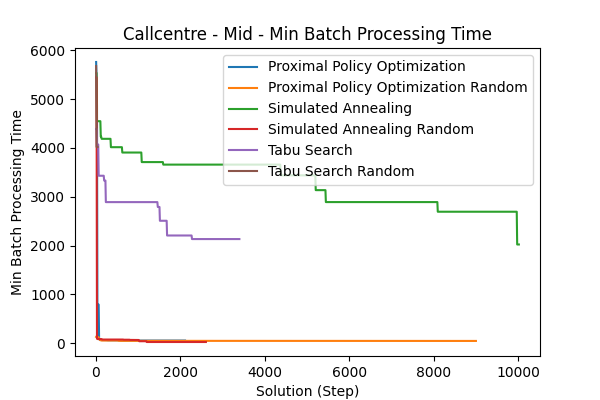 Callcentre - Mid - Min Batch Processing Time
Min Batch Processing Time
6000
5000
4000
3000
2000
1000
0
Proximal Policy Optimization
Proximal Policy Optimization Random
Simulated Annealing
Simulated Annealing Random
Tabu Search
Tabu Search Random
0 2000 4000 6000 8000 10000
Solution (Step)